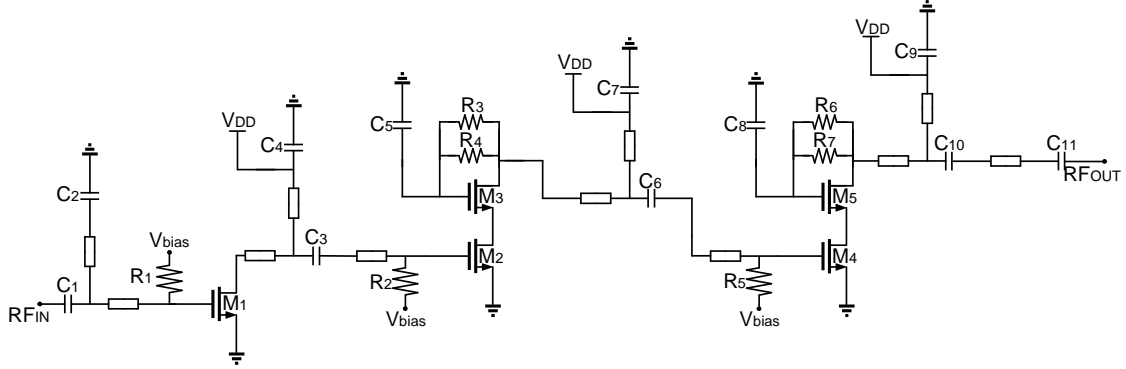 VDD
C9
VDD
C7
C5
R3
R4
C8
R6
R7
VDD
C4
C10
C11
RFOUT
C2
M3
C6
M5
Vbias
C3
M2
M4
R1
R2
R5
C1
RFIN
M1
Vbias
Vbias